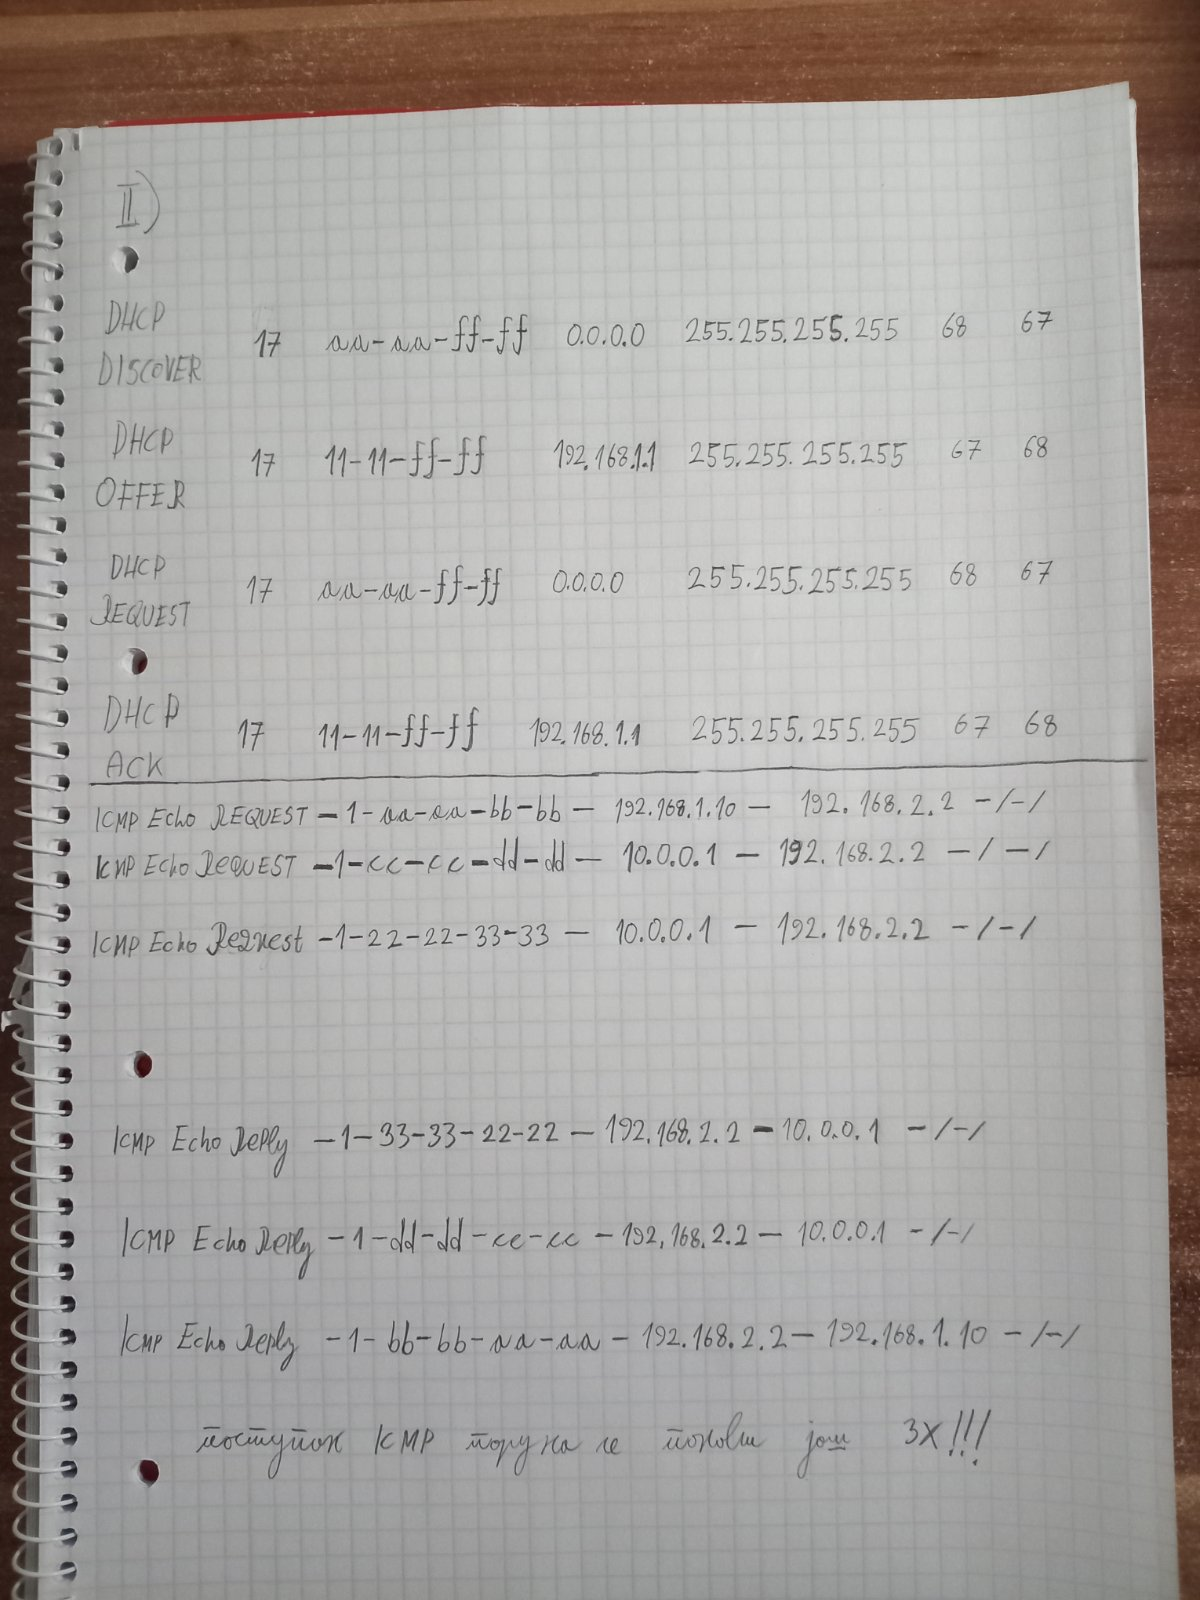 II)
DHCP
DISCOVER 17 aa-aa-ff-ff 0.0.0.0 255.255.255.255 68 67
DHCP
OFFER 17 11-11-ff-ff 192.168.1.1 255.255.255.255 67 68
DHCP
REQUEST 17 aa-aa-ff-ff 0.0.0.0 255.255.255.255 68 67
DHCP
ACK 17 11-11-ff-ff 192.168.1.1 255.255.255.255 67 68
ICMP Echo REQUEST - 1 - aa-aa-bb-bb - 192.168.1.10 - 192.168.2.2 -/-/
ICMP Echo ReQUEST -1-cc-cc-dd-dd - 10.0.0.1 - 192.168.2.2 -/-/
ICMP Echo Request -1-22-22-33-33 - 10.0.0.1 - 192.168.2.2 -/-/
ICMP Echo Reply -1-33-33-22-22 - 192.168.2.2 - 10.0.0.1 -/-/
ICMP Echo Reply -1-dd-dd-cc-cc - 192.168.2.2 - 10.0.0.1 -/-/
ICMP Echo Reply -1-bb-bb-aa-aa - 192.168.2.2 - 192.168.1.10 -/-/
поступак ICMP порука се понови још 3X!!!